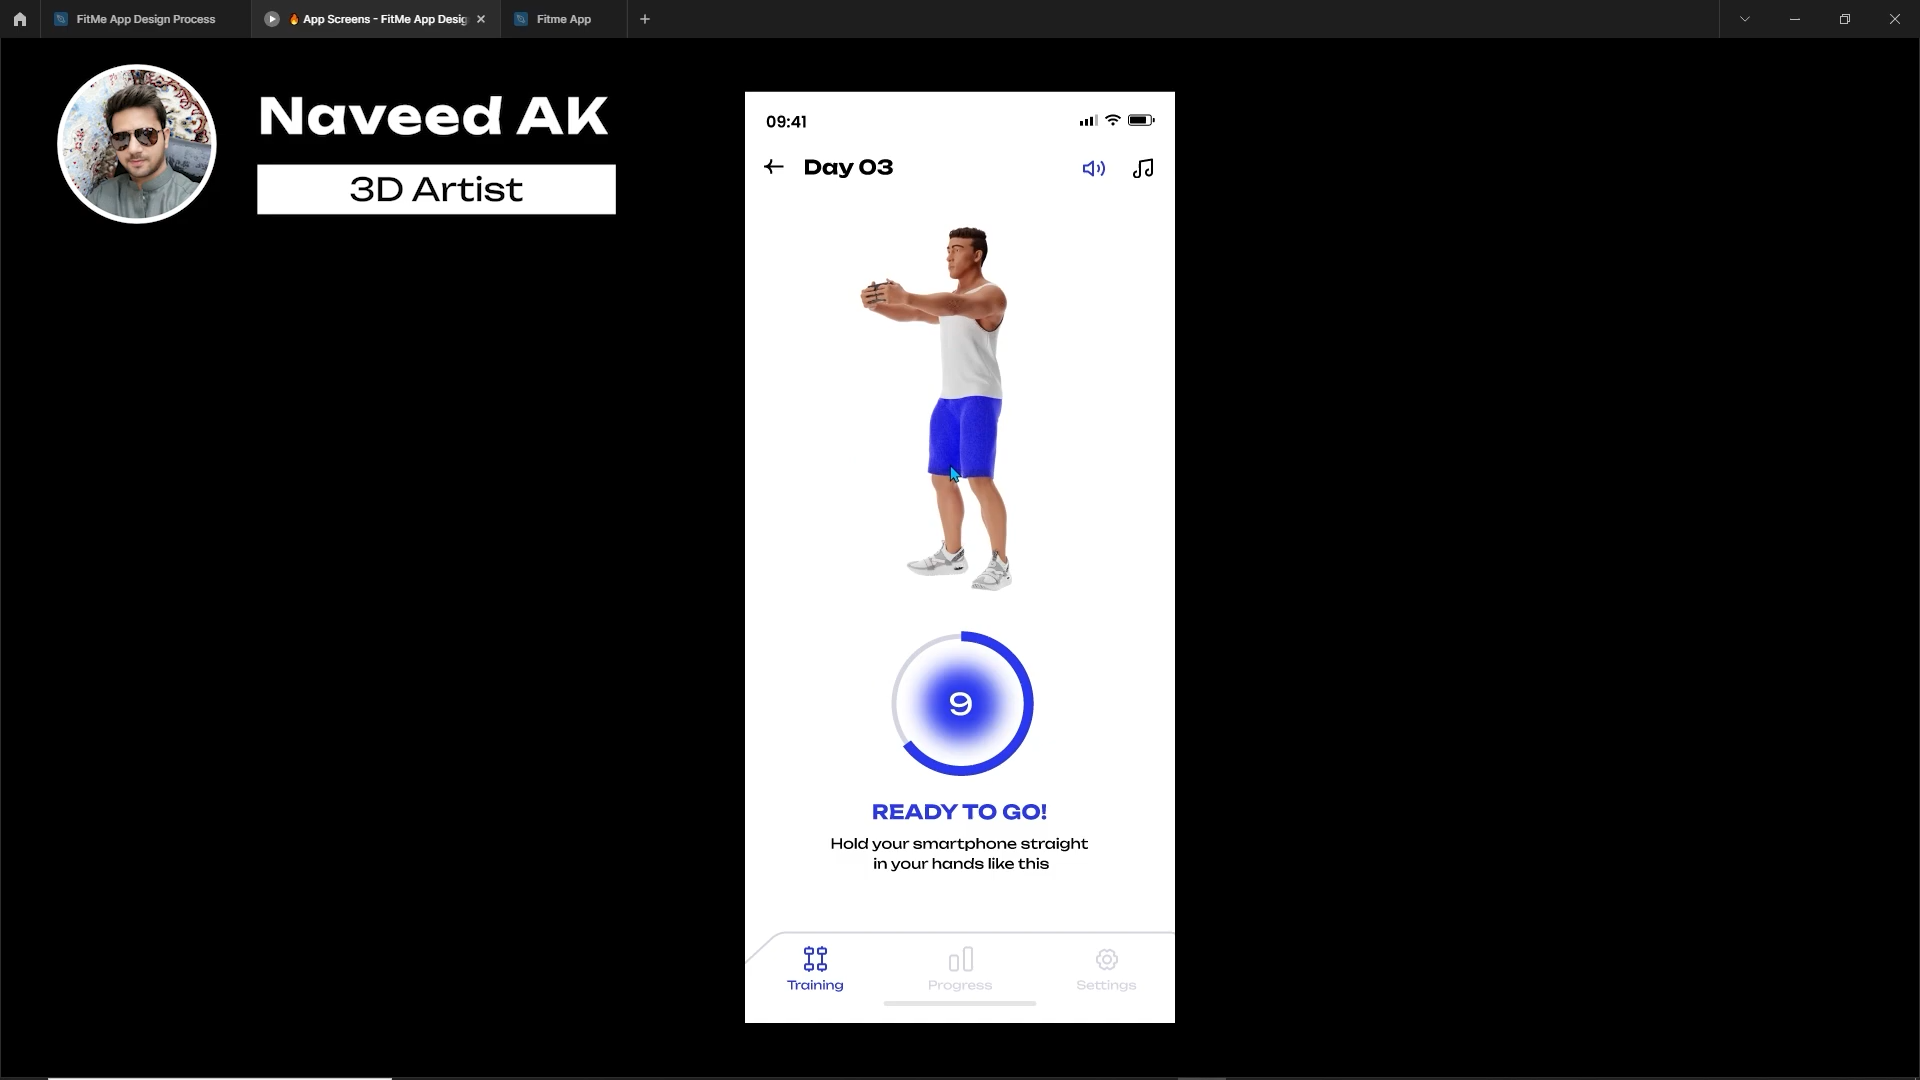 FitMe App Design Process
🔥 App Screens - FitMe App Desig
Fitme App
Naveed AK
3D Artist
09:41
Day 03
9
READY TO GO!
Hold your smartphone straight
in your hands like this
Training
Progress
Settings